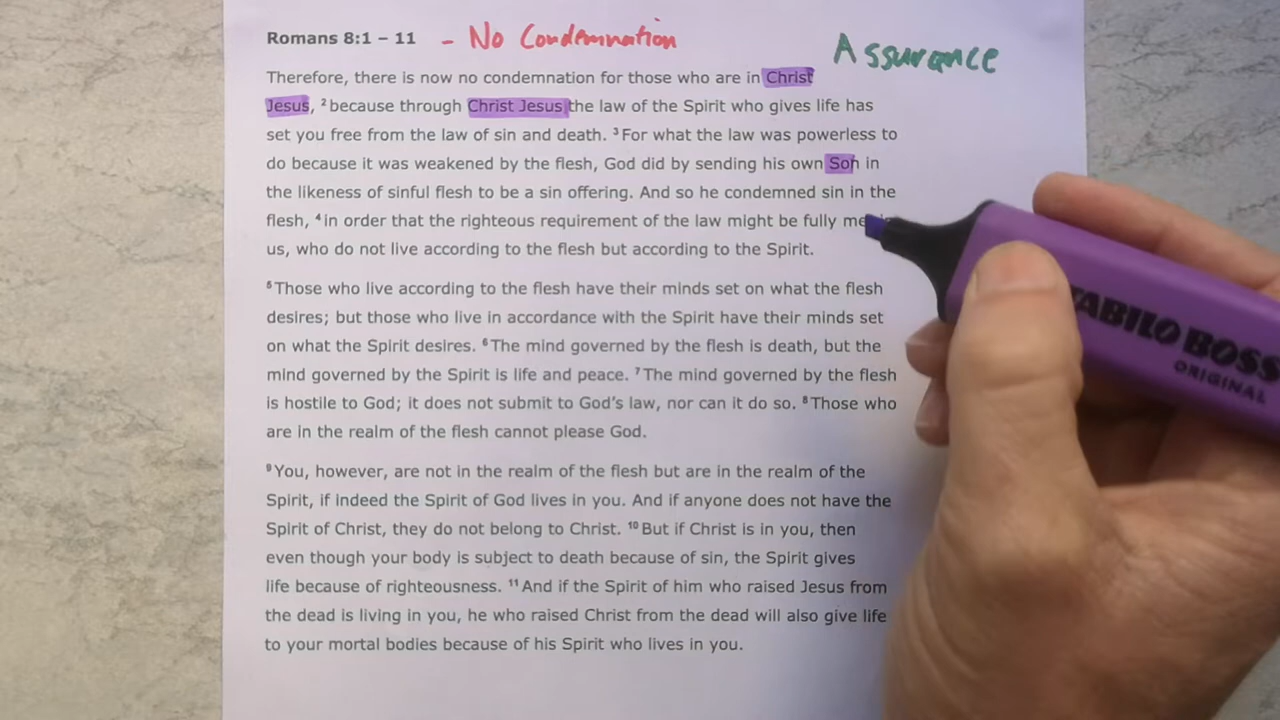 Romans 8:1 – 11 - No Condemnation
Assurance
Therefore, there is now no condemnation for those who are in Christ
Jesus, ² because through Christ Jesus the law of the Spirit who gives life has
set you free from the law of sin and death. ³ For what the law was powerless to
do because it was weakened by the flesh, God did by sending his own Son in
the likeness of sinful flesh to be a sin offering. And so he condemned sin in the
flesh, ⁴ in order that the righteous requirement of the law might be fully met in
us, who do not live according to the flesh but according to the Spirit.
⁵ Those who live according to the flesh have their minds set on what the flesh
desires; but those who live in accordance with the Spirit have their minds set
on what the Spirit desires. ⁶ The mind governed by the flesh is death, but the
mind governed by the Spirit is life and peace. ⁷ The mind governed by the flesh
is hostile to God; it does not submit to God’s law, nor can it do so. ⁸ Those who
are in the realm of the flesh cannot please God.
⁹ You, however, are not in the realm of the flesh but are in the realm of the
Spirit, if indeed the Spirit of God lives in you. And if anyone does not have the
Spirit of Christ, they do not belong to Christ. ¹⁰ But if Christ is in you, then
even though your body is subject to death because of sin, the Spirit gives
life because of righteousness. ¹¹ And if the Spirit of him who raised Jesus from
the dead is living in you, he who raised Christ from the dead will also give life
to your mortal bodies because of his Spirit who lives in you.
STABILO BOSS
ORIGINAL